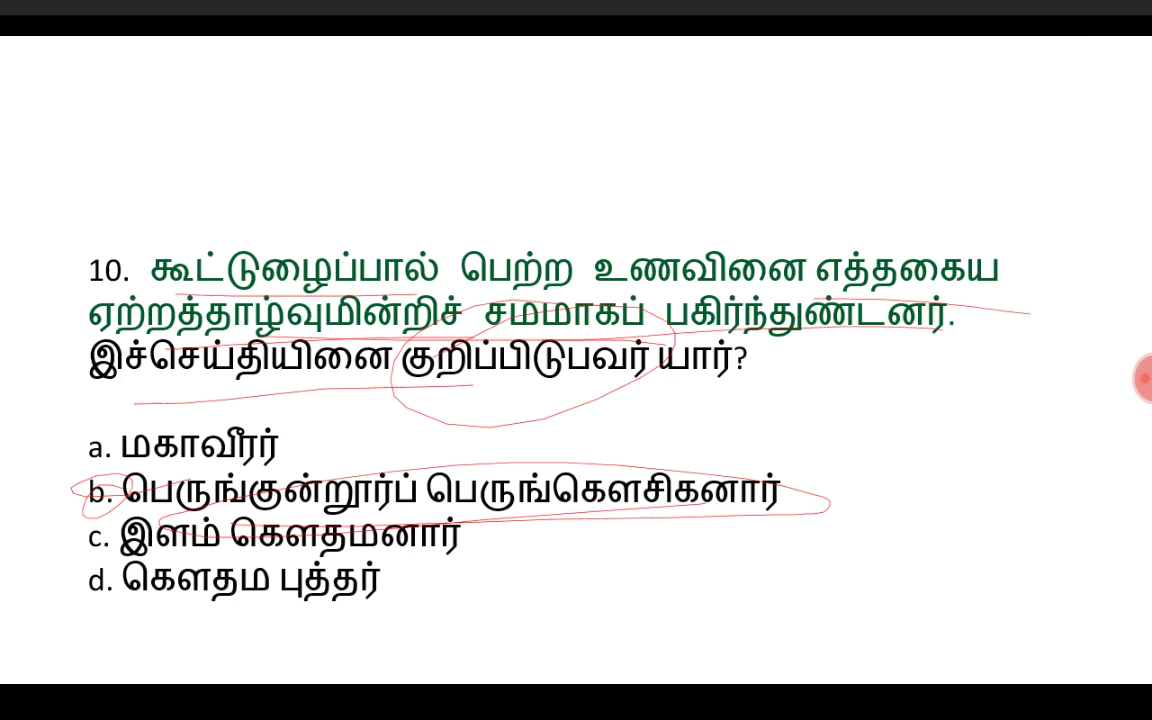 10. கூட்டுழைப்பால் பெற்ற உணவினை எத்தகைய
ஏற்றத்தாழ்வுமின்றிச் சமமாகப் பகிர்ந்துண்டனர்.
இச்செய்தியினை குறிப்பிடுபவர் யார்?
a. மகாவீரர்
b. பெருங்குன்றூர்ப் பெருங்கௌசிகனார்
c. இளம் கௌதமனார்
d. கௌதம புத்தர்